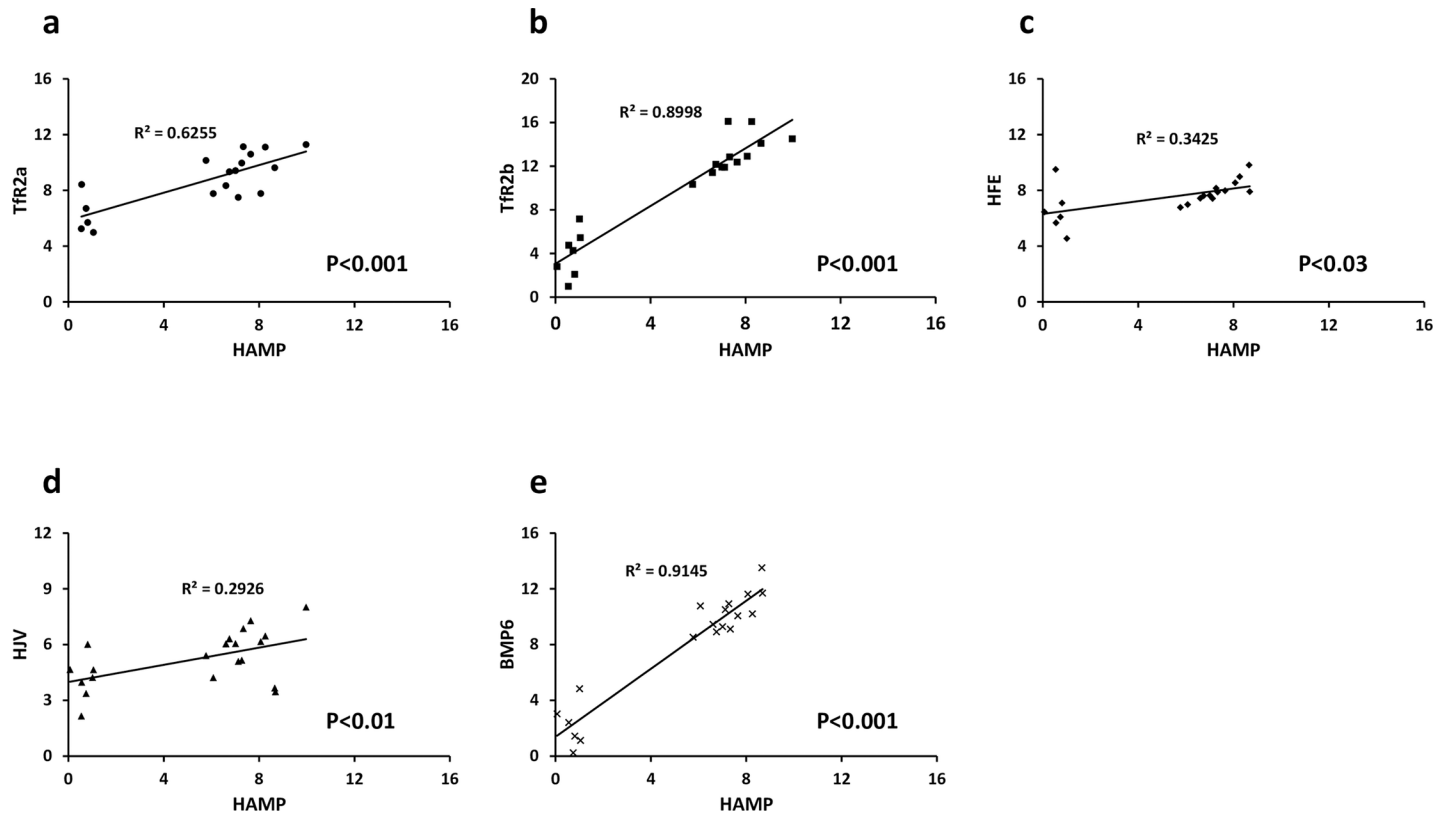 a
16
12
8
4
0
TfR2a
R² = 0.6255
P<0.001
0 4 8 12 16
HAMP
b
20
16
12
8
4
0
TfR2b
R² = 0.8998
P<0.001
0 4 8 12 16
HAMP
c
16
12
8
4
0
HFE
R² = 0.3425
P<0.03
0 4 8 12 16
HAMP
d
12
9
6
3
0
HJV
R² = 0.2926
P<0.01
0 4 8 12 16
HAMP
e
16
12
8
4
0
BMP6
R² = 0.9145
P<0.001
0 4 8 12 16
HAMP